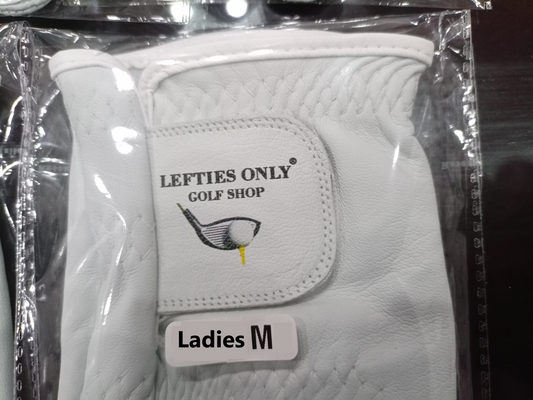 LEFTIES ONLY®
GOLF SHOP
Ladies M